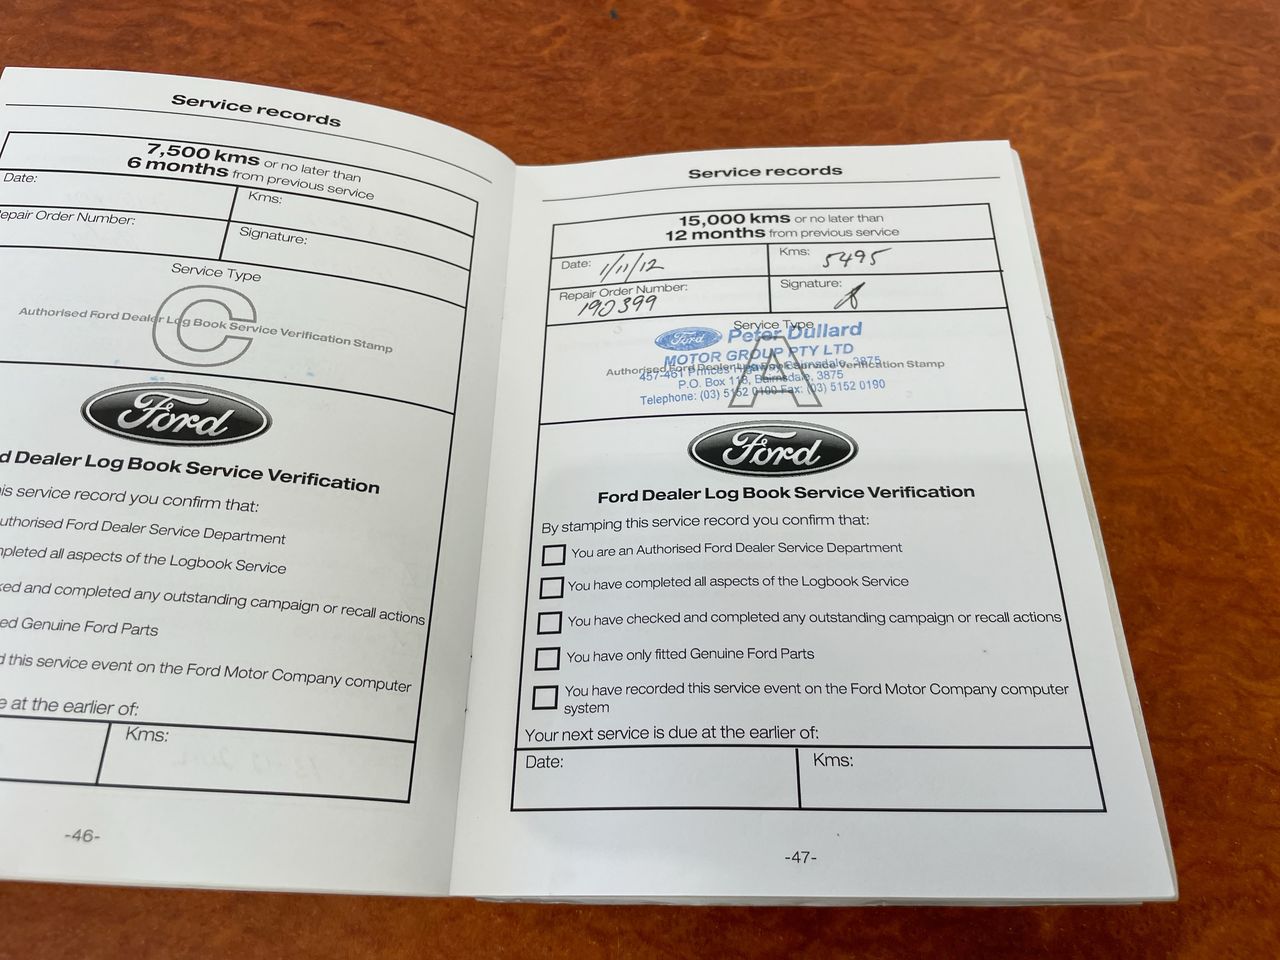 Service records
7,500 kms or no later than
6 months from previous service
Date:
Kms:
epair Order Number:
Signature:
Service Type
C
Authorised Ford Dealer Log Book Service Verification Stamp
Ford
d Dealer Log Book Service Verification
is service record you confirm that:
uthorised Ford Dealer Service Department
mpleted all aspects of the Logbook Service
ked and completed any outstanding campaign or recall actions
ed Genuine Ford Parts
d this service event on the Ford Motor Company computer
e at the earlier of:
Kms:
-46-
Service records
15,000 kms or no later than
12 months from previous service
Date: 1/11/12
Kms: 5495
Repair Order Number: 190399
Signature:
Service Type
A
Authorised Ford Dealer Log Book Service Verification Stamp
Ford Peter Dullard
MOTOR GROUP PTY LTD
457-461 Princes Highway, Bairnsdale, 3875
P.O. Box 118, Bairnsdale, 3875
Telephone: (03) 5152 0100 Fax: (03) 5152 0190
Ford
Ford Dealer Log Book Service Verification
By stamping this service record you confirm that:
You are an Authorised Ford Dealer Service Department
You have completed all aspects of the Logbook Service
You have checked and completed any outstanding campaign or recall actions
You have only fitted Genuine Ford Parts
You have recorded this service event on the Ford Motor Company computer
system
Your next service is due at the earlier of:
Date:
Kms:
-47-